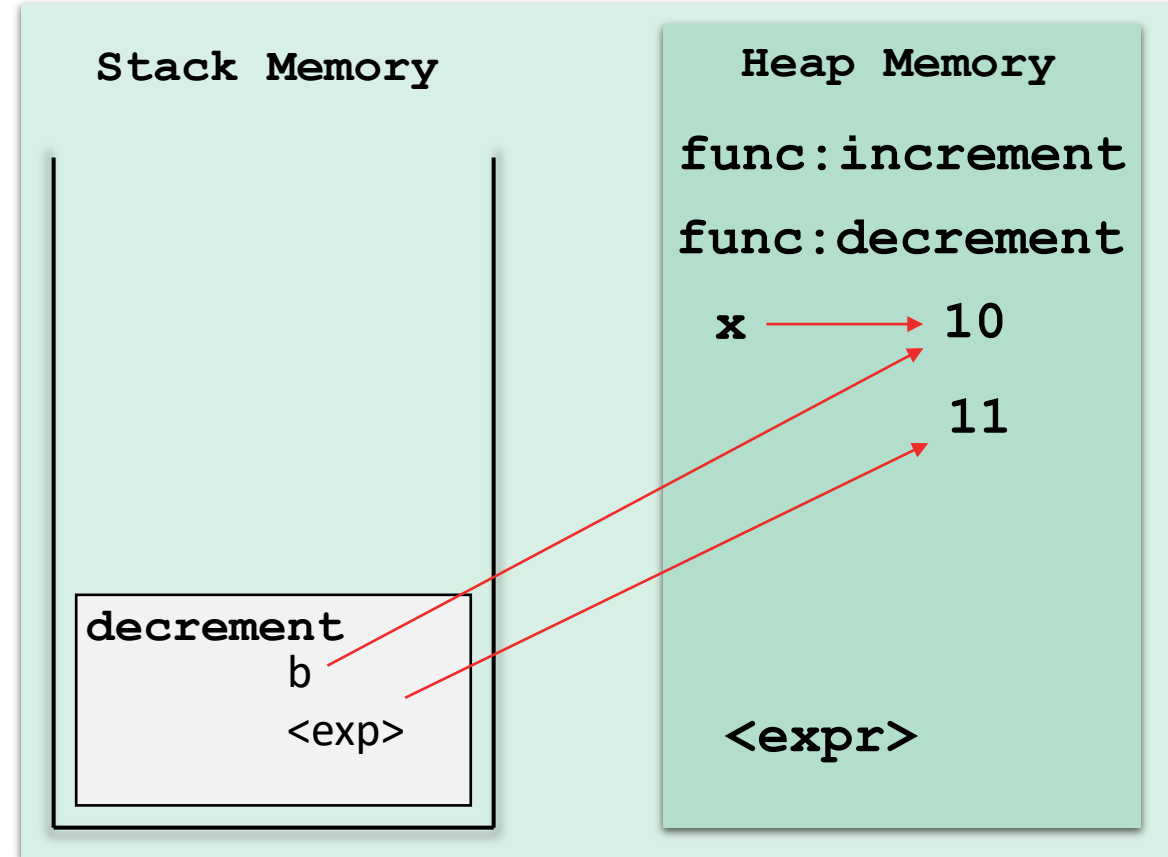 Stack Memory
decrement
b
<exp>
Heap Memory
func:increment
func:decrement
x 10
11
<expr>